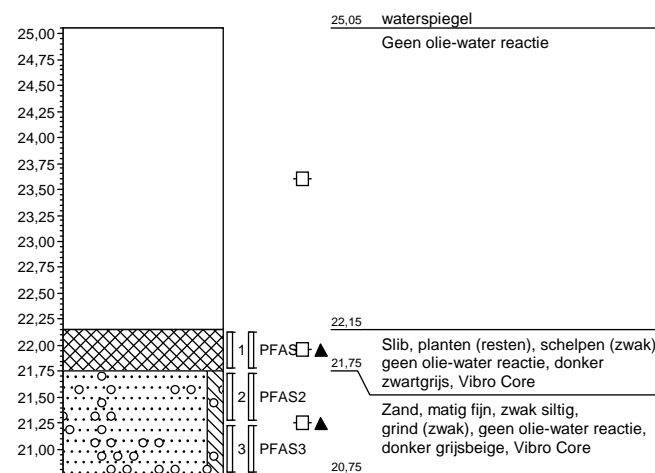 25,05 waterspiegel
25,00
Geen olie-water reactie
24,75
24,50
24,25
24,00
23,75
23,50
23,25
23,00
22,75
22,50
22,25
22,15
22,00
1 PFAS
Slib, planten (resten), schelpen (zwak)
geen olie-water reactie, donker
zwartgrijs, Vibro Core
21,75
21,75
21,50
2 PFAS2
Zand, matig fijn, zwak siltig,
grind (zwak), geen olie-water reactie,
donker grijsbeige, Vibro Core
21,25
21,00
3 PFAS3
20,75